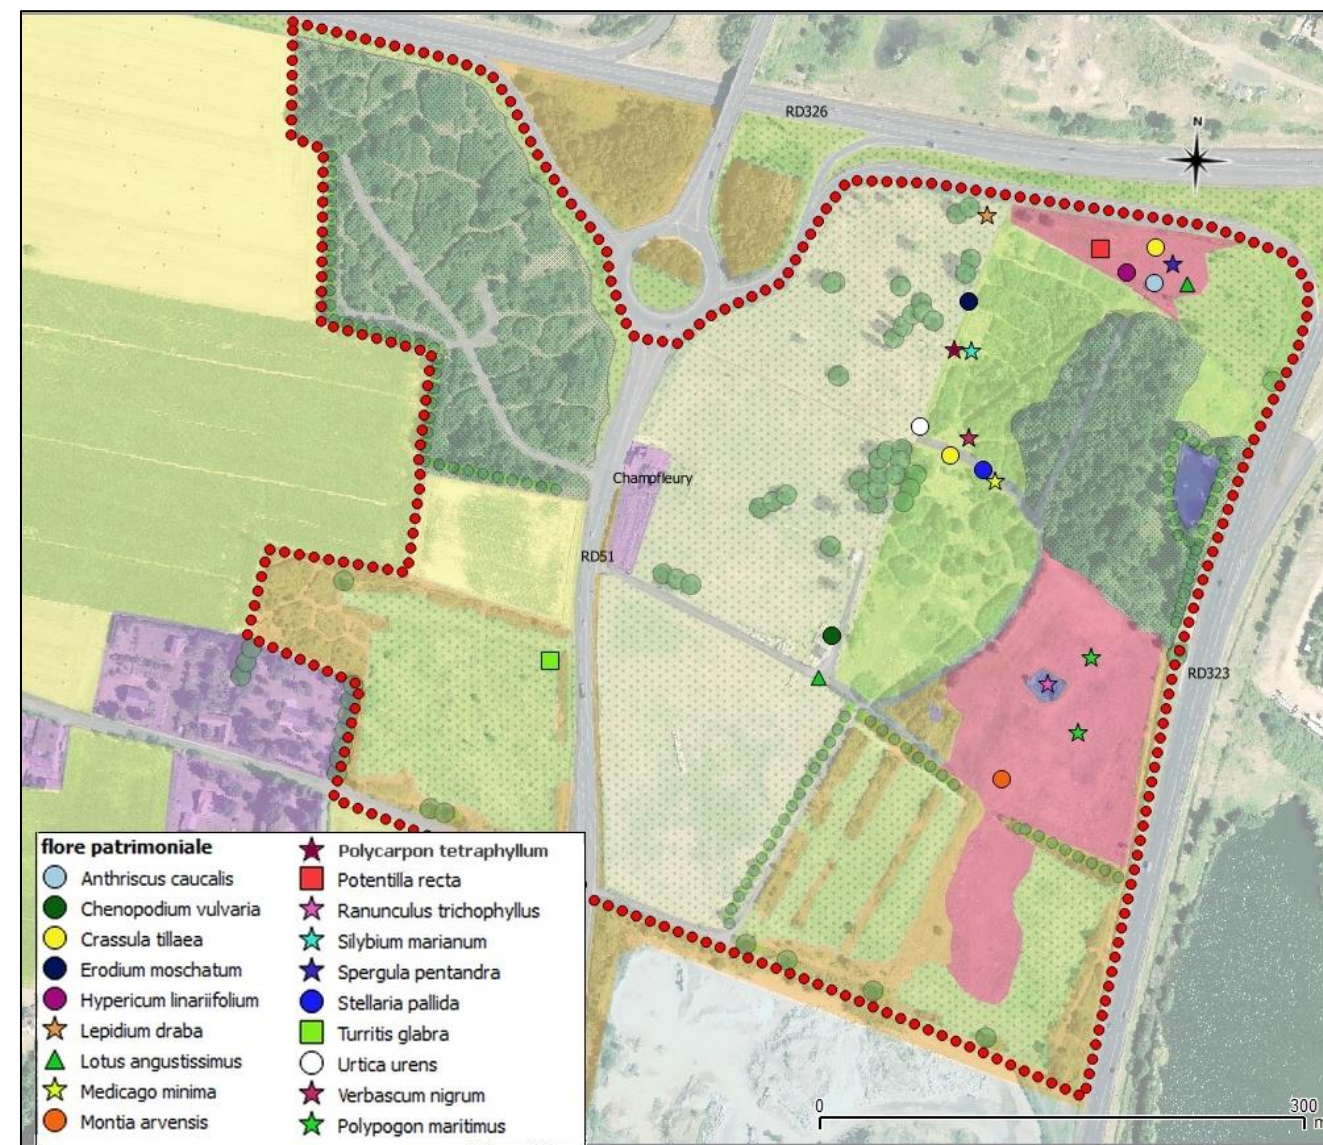 RD326
N
Champfleury
RD51
RD323
flore patrimoniale
Anthriscus caucalis
Chenopodium vulvaria
Crassula tillaea
Erodium moschatum
Hypericum linariifolium
Lepidium draba
Lotus angustissimus
Medicago minima
Montia arvensis
Polycarpon tetraphyllum
Potentilla recta
Ranunculus trichophyllus
Silybium marianum
Spergula pentandra
Stellaria pallida
Turritis glabra
Urtica urens
Verbascum nigrum
Polypogon maritimus
0 300
m